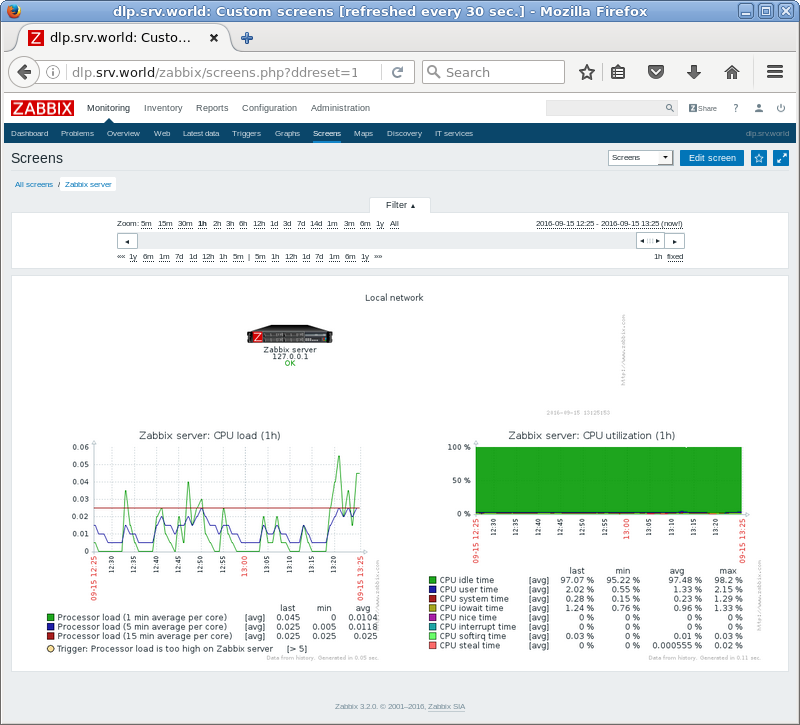 dlp.srv.world: Custom screens [refreshed every 30 sec.] - Mozilla Firefox
dlp.srv.world: Custo...
dlp.srv.world/zabbix/screens.php?ddreset=1
Search
ZABBIX Monitoring Inventory Reports Configuration Administration Z Share ?
Dashboard Problems Overview Web Latest data Triggers Graphs Screens Maps Discovery IT services dlp.srv.world
Screens Screens Edit screen
All screens / Zabbix server
Filter ▲
Zoom: 5m 15m 30m 1h 2h 3h 6h 12h 1d 3d 7d 14d 1m 3m 6m 1y All 2016-09-15 12:25 - 2016-09-15 13:25 (now!)
«« 1y 6m 1m 7d 1d 12h 1h 5m | 5m 1h 12h 1d 7d 1m 6m 1y »» 1h fixed
Local network
Zabbix server
127.0.0.1
OK
http://www.zabbix.com
2016-09-15 13:25:53
Zabbix server: CPU load (1h)
0.06
0.05
0.04
0.03
0.02
0.01
0
09-15 12:25 12:30 12:35 12:40 12:45 12:50 12:55 13:00 13:05 13:10 13:15 13:20 09-15 13:25
last min avg
Processor load (1 min average per core) [avg] 0.045 0 0.0104
Processor load (5 min average per core) [avg] 0.025 0.005 0.0118
Processor load (15 min average per core) [avg] 0.025 0.025 0.025
Trigger: Processor load is too high on Zabbix server [> 5]
http://www.zabbix.com
Data from history. Generated in 0.05 sec.
Zabbix server: CPU utilization (1h)
100 %
50 %
0 %
09-15 12:25 12:30 12:35 12:40 12:45 12:50 12:55 13:00 13:05 13:10 13:15 13:20 09-15 13:25
last min avg max
CPU idle time [avg] 97.07 % 95.22 % 97.48 % 98.2 %
CPU user time [avg] 2.02 % 0.55 % 1.33 % 2.15 %
CPU system time [avg] 0.28 % 0.15 % 0.23 % 1.29 %
CPU iowait time [avg] 1.24 % 0.76 % 0.96 % 1.33 %
CPU nice time [avg] 0 % 0 % 0 % 0 %
CPU interrupt time [avg] 0 % 0 % 0 % 0 %
CPU softirq time [avg] 0.03 % 0 % 0.01 % 0.03 %
CPU steal time [avg] 0 % 0 % 0.000555 % 0.02 %
http://www.zabbix.com
Data from history. Generated in 0.11 sec.
Zabbix 3.2.0. © 2001–2016, Zabbix SIA